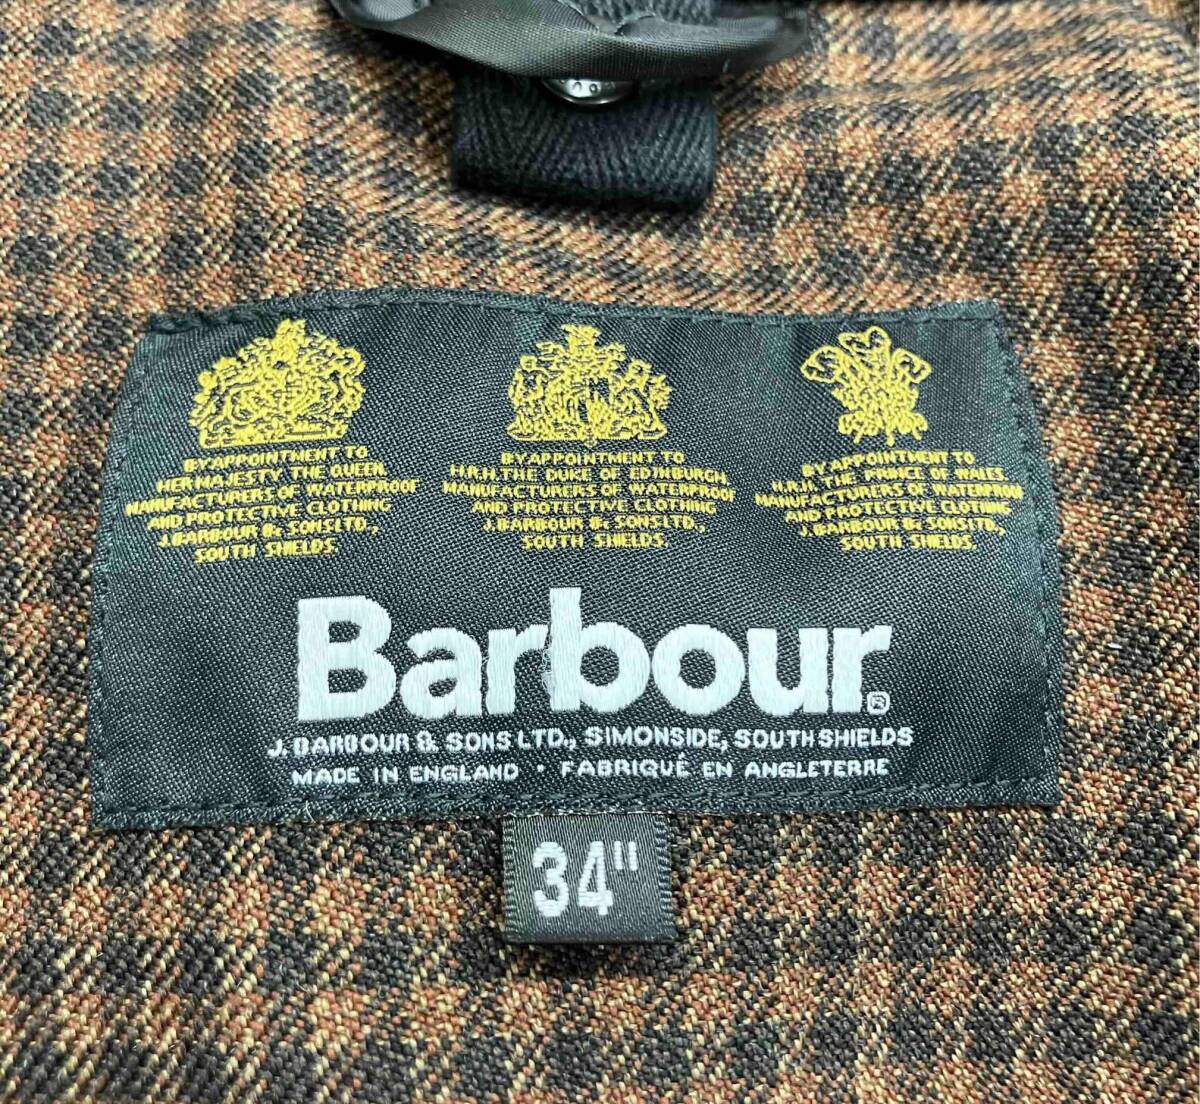 BY APPOINTMENT TO
HER MAJESTY THE QUEEN
MANUFACTURERS OF WATERPROOF
AND PROTECTIVE CLOTHING
J. BARBOUR & SONS LTD.,
SOUTH SHIELDS.
BY APPOINTMENT TO
H.R.H. THE DUKE OF EDINBURGH
MANUFACTURERS OF WATERPROOF
AND PROTECTIVE CLOTHING
J. BARBOUR & SONS LTD.,
SOUTH SHIELDS.
BY APPOINTMENT TO
H.R.H. THE PRINCE OF WALES
MANUFACTURERS OF WATERPROOF
AND PROTECTIVE CLOTHING
J. BARBOUR & SONS LTD.,
SOUTH SHIELDS.
Barbour®
J. BARBOUR & SONS LTD., SIMONSIDE, SOUTH SHIELDS
MADE IN ENGLAND · FABRIQUÉ EN ANGLETERRE
34"